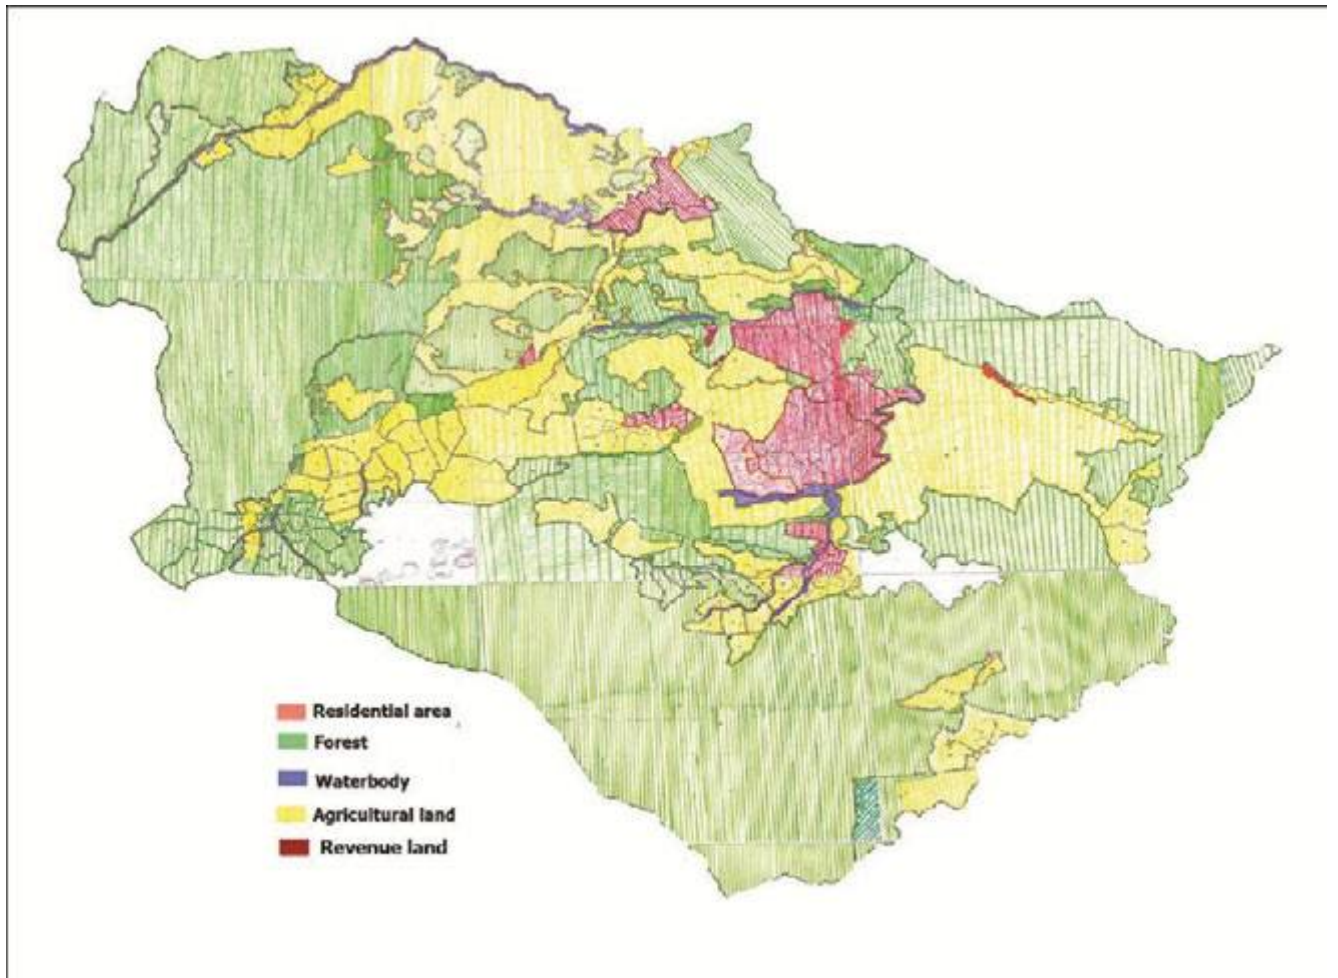 Residential area
Forest
Waterbody
Agricultural land
Revenue land